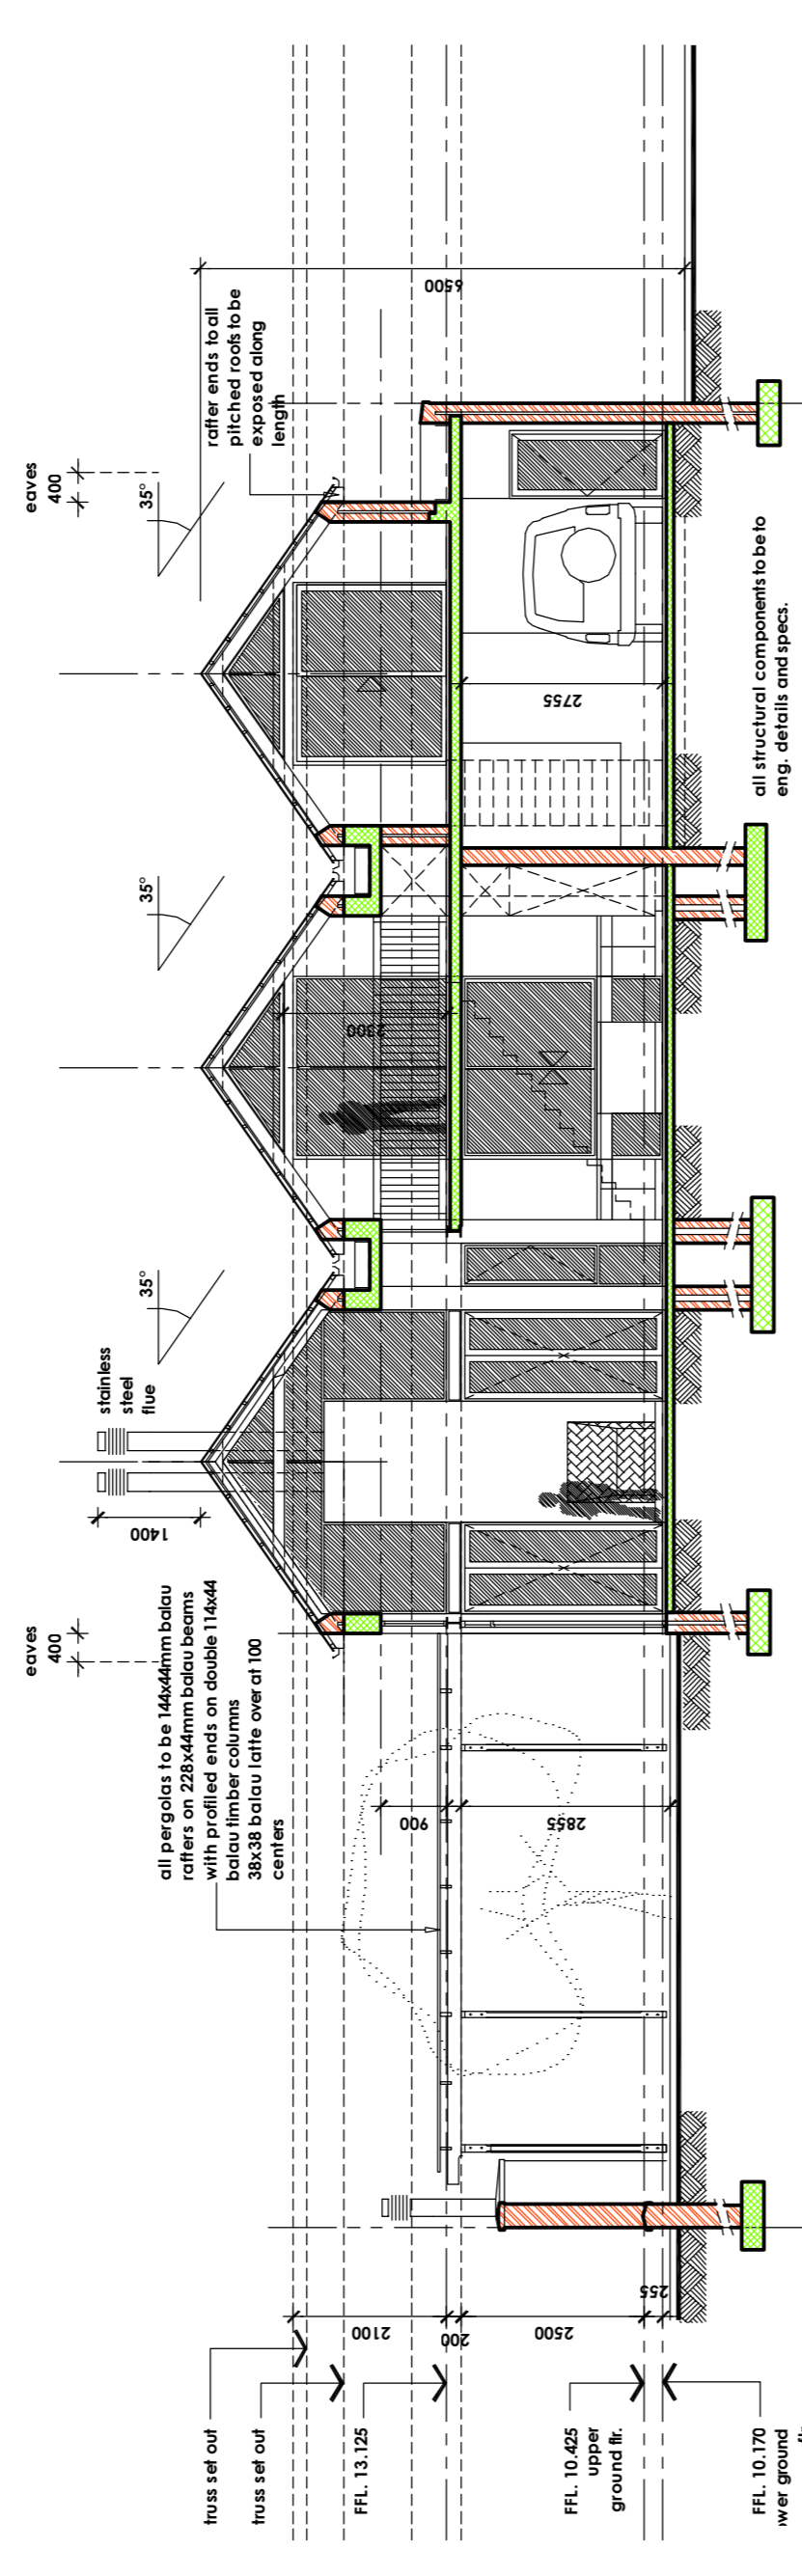 eaves
400
35°
rafter ends to all
pitched roofs to be
exposed along
length
6500
35°
35°
stainless
steel
flue
1400
eaves
400
all pergolas to be 144x44mm balau
rafters on 228x44mm balau beams
with profiled ends on double 114x44
balau timber columns
38x38 balau latte over at 100
centers
2755
2300
900
2855
all structural components to be to
eng. details and specs.
2100
200
2500
255
truss set out
truss set out
FFL. 13.125
FFL. 10.425
upper
ground flr.
FFL. 10.170
ground